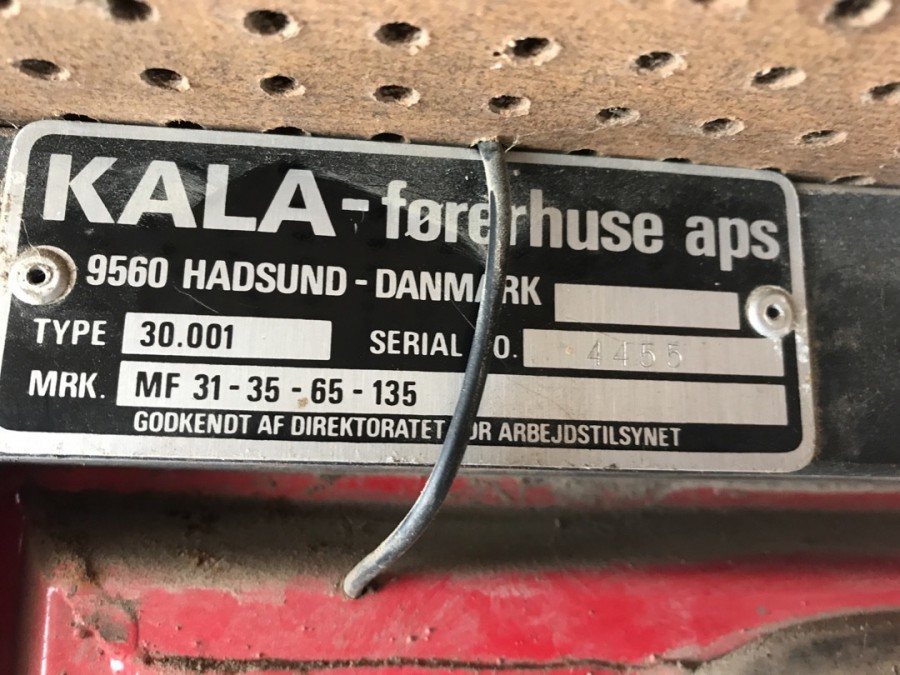 KALA-førerhuse aps
9560 HADSUND - DANMARK
TYPE 30.001 SERIAL NO. 4455
MRK. MF 31 - 35 - 65 - 135
GODKENDT AF DIREKTORATET FOR ARBEJDSTILSYNET